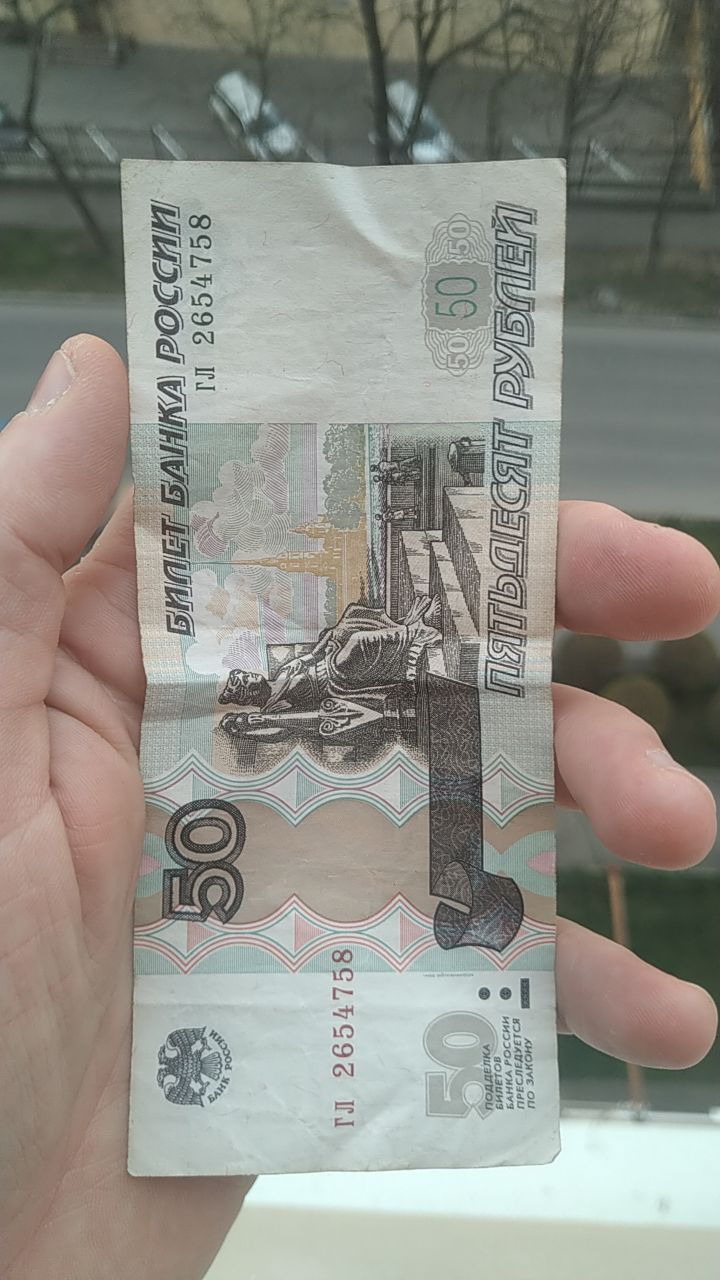 БАНК РОССИИ
50
БИЛЕТ БАНКА РОССИИ
ГЛ 2654758
ГЛ 2654758
50
ПОДДЕЛКА
БИЛЕТОВ
БАНКА РОССИИ
ПРЕСЛЕДУЕТСЯ
ПО ЗАКОНУ
50 50 50
ПЯТЬДЕСЯТ РУБЛЕЙ